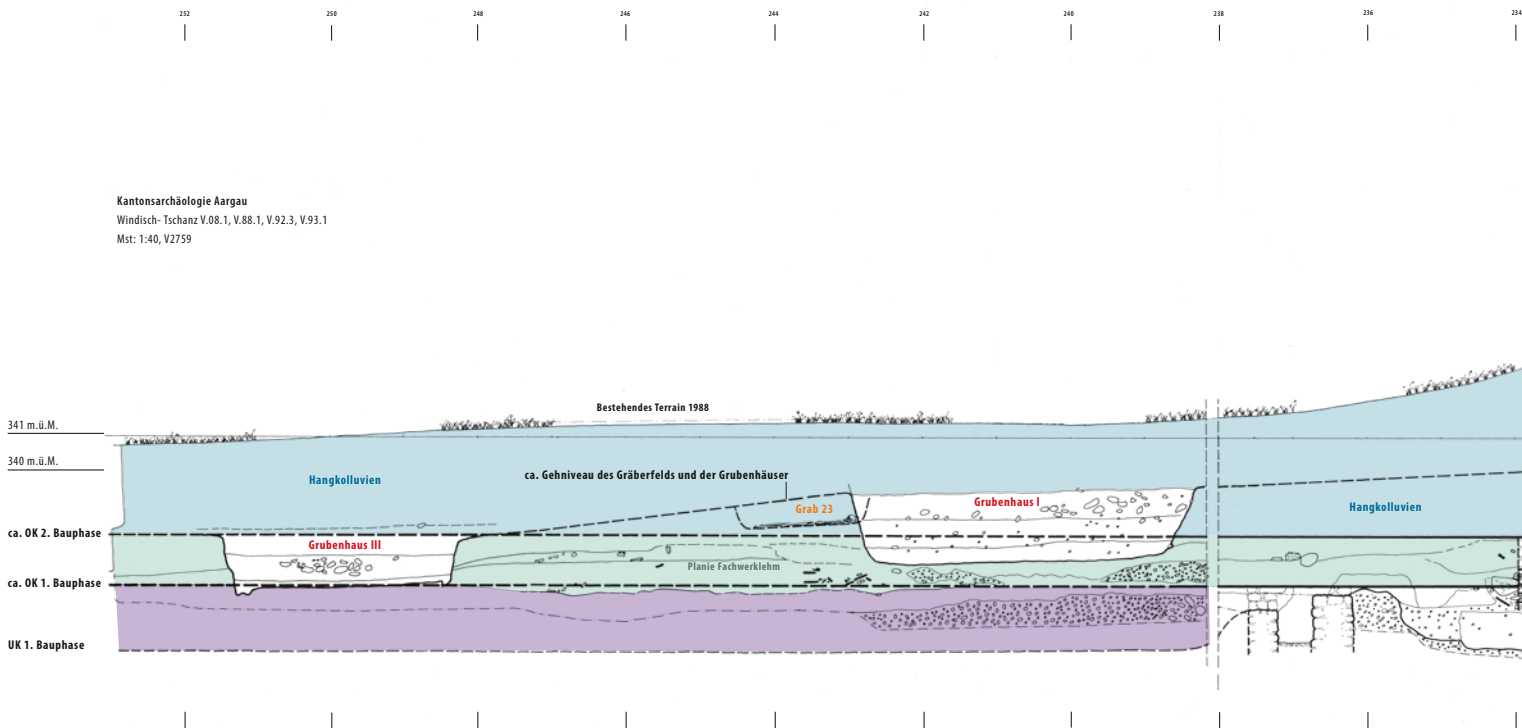 252 250 248 246 244 242 240 238 236 234
Kantonsarchäologie Aargau
Windisch- Tschanz V.08.1, V.88.1, V.92.3, V.93.1
Mst: 1:40, V2759
Bestehendes Terrain 1988
341 m.ü.M.
340 m.ü.M.
Hangkolluvien
ca. Gehniveau des Gräberfelds und der Grubenhäuser
Grab 23
Grubenhaus I
Hangkolluvien
ca. OK 2. Bauphase
Grubenhaus III
Planie Fachwerklehm
ca. OK 1. Bauphase
UK 1. Bauphase